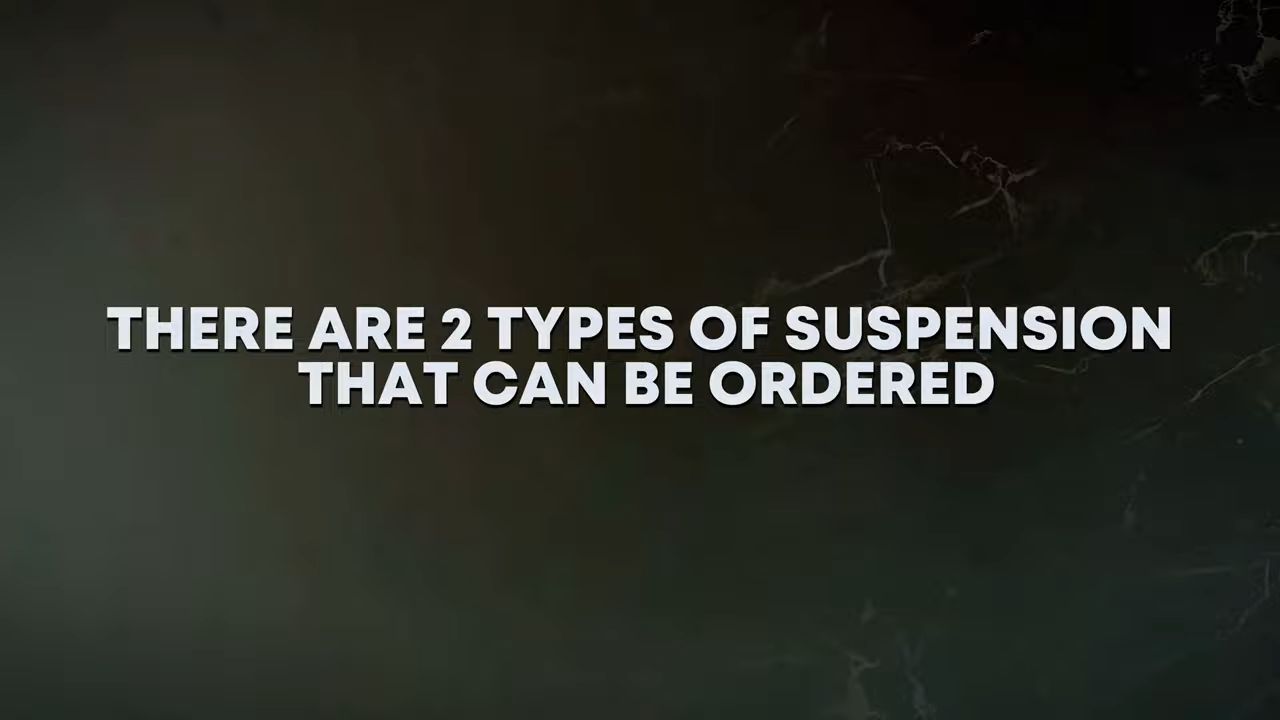 THERE ARE 2 TYPES OF SUSPENSION
THAT CAN BE ORDERED